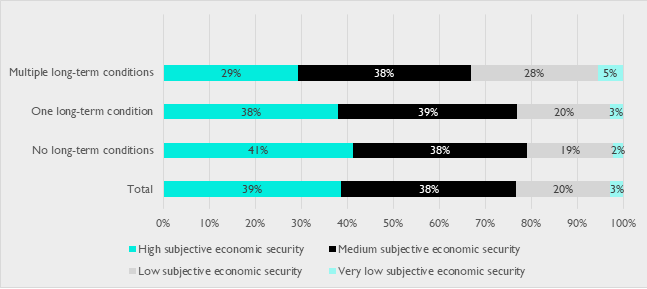 Multiple long-term conditions 29% 38% 28% 5%
One long-term condition 38% 39% 20% 3%
No long-term conditions 41% 38% 19% 2%
Total 39% 38% 20% 3%
0% 10% 20% 30% 40% 50% 60% 70% 80% 90% 100%
High subjective economic security Medium subjective economic security
Low subjective economic security Very low subjective economic security